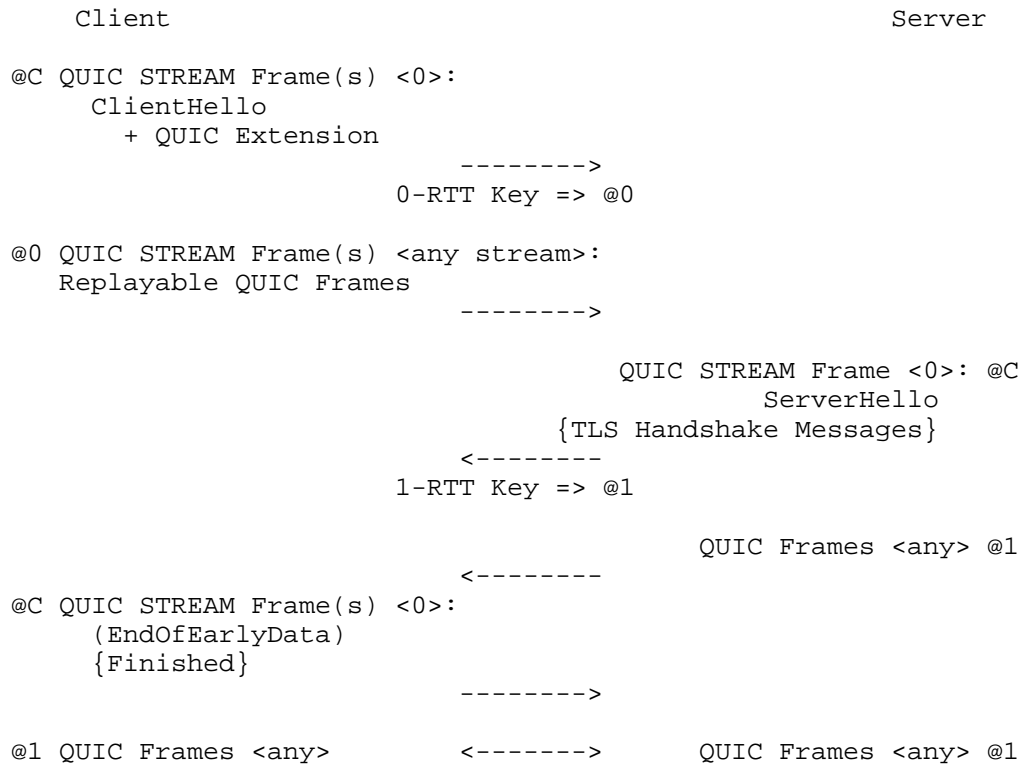 Client                                             Server

@C QUIC STREAM Frame(s) <0>:
     ClientHello
       + QUIC Extension
                            -------->
                        0-RTT Key => @0

@0 QUIC STREAM Frame(s) <any stream>:
   Replayable QUIC Frames
                            -------->

                                      QUIC STREAM Frame <0>: @C
                                               ServerHello
                                  {TLS Handshake Messages}
                            <--------
                        1-RTT Key => @1

                                           QUIC Frames <any> @1
                            <--------
@C QUIC STREAM Frame(s) <0>:
     (EndOfEarlyData)
     {Finished}
                            -------->

@1 QUIC Frames <any>        <------->      QUIC Frames <any> @1